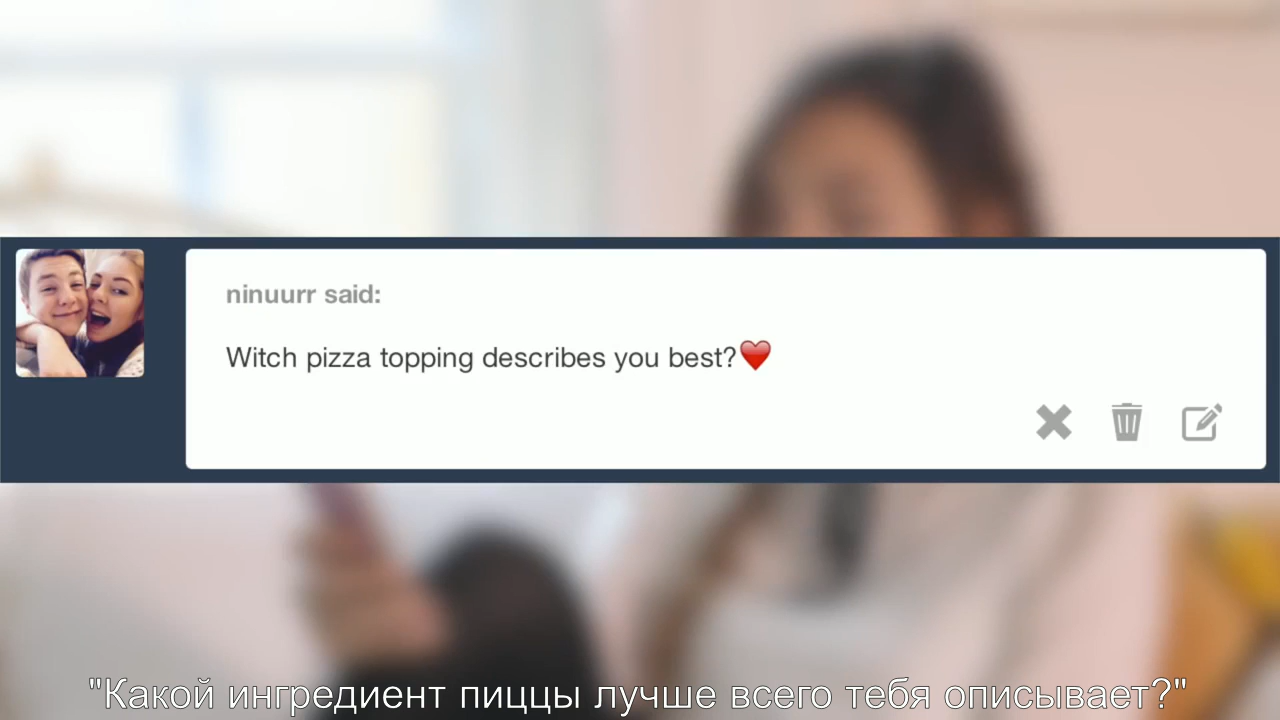 ninuurr said:
Witch pizza topping describes you best?❤️
"Какой ингредиент пиццы лучше всего тебя описывает?"